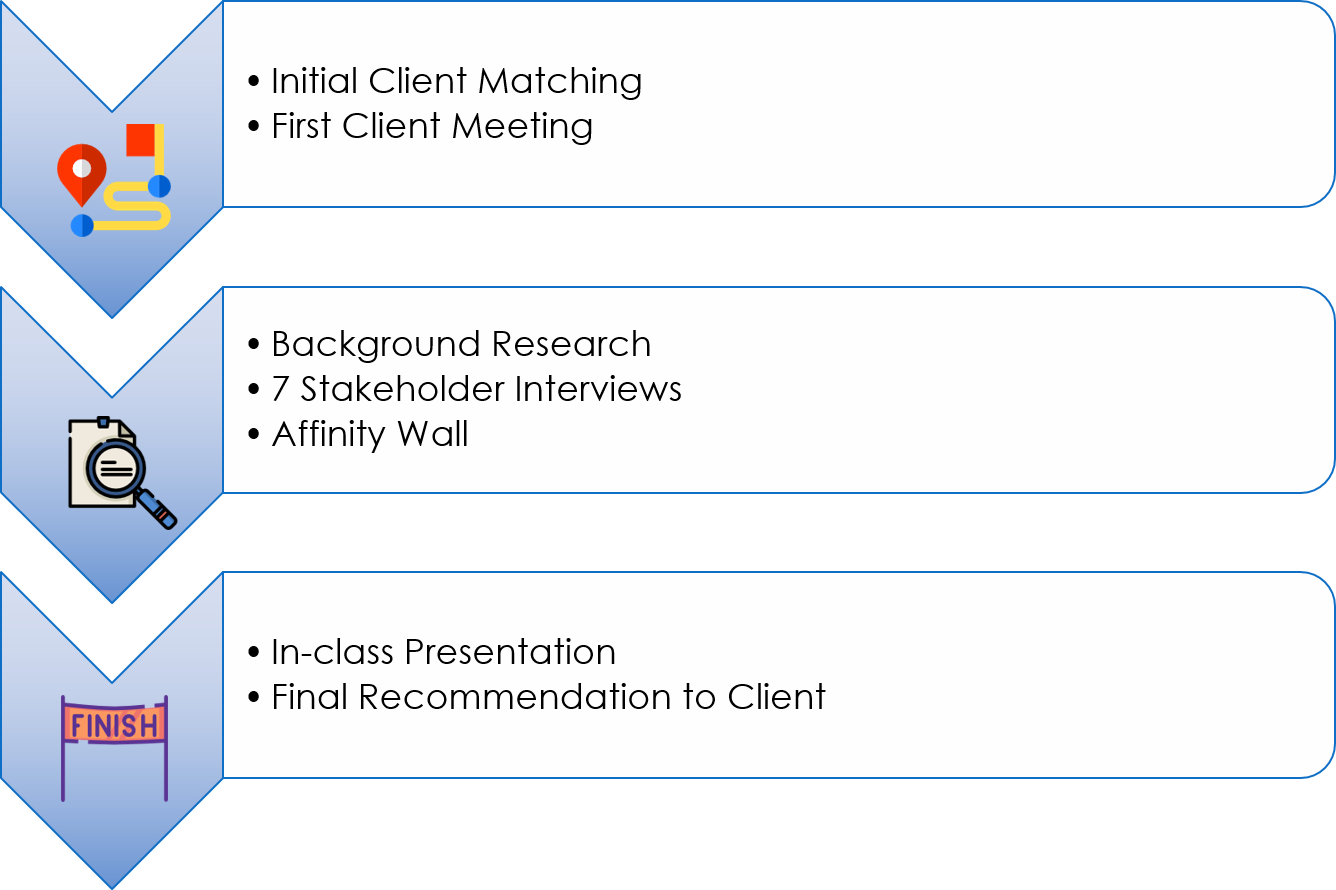 • Initial Client Matching
• First Client Meeting
• Background Research
• 7 Stakeholder Interviews
• Affinity Wall
FINISH
• In-class Presentation
• Final Recommendation to Client